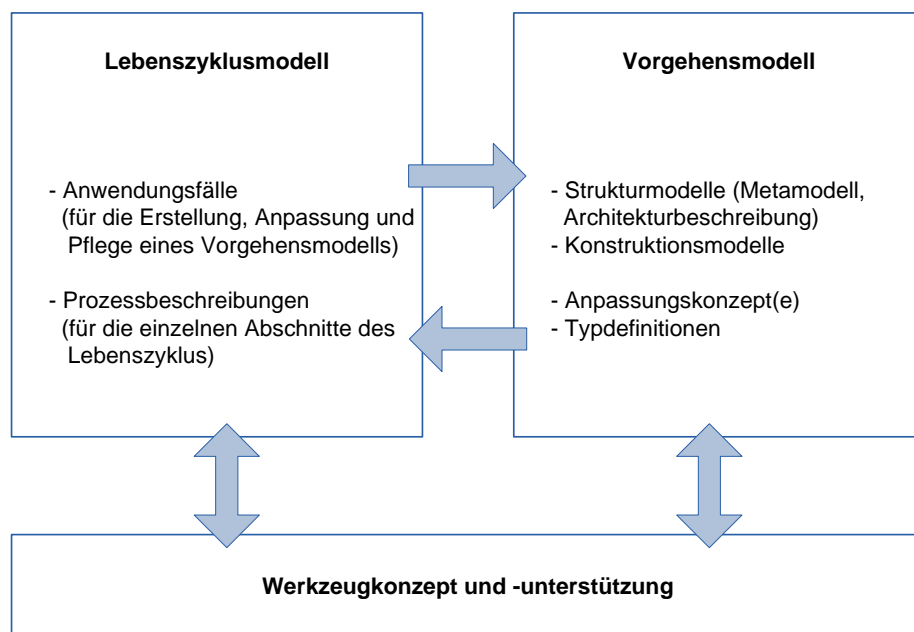 Lebenszyklusmodell
- Anwendungsfälle
(für die Erstellung, Anpassung und
Pflege eines Vorgehensmodells)
- Prozessbeschreibungen
(für die einzelnen Abschnitte des
Lebenszyklus)
Vorgehensmodell
- Strukturmodelle (Metamodell,
Architekturbeschreibung)
- Konstruktionsmodelle
- Anpassungskonzept(e)
- Typdefinitionen
Werkzeugkonzept und -unterstützung